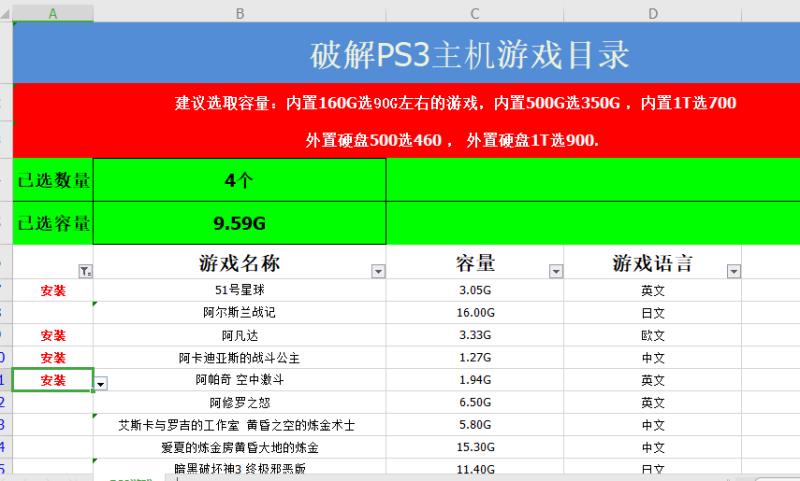 A B C D
破解PS3主机游戏目录
建议选取容量：内置160G选90G左右的游戏，内置500G选350G ，内置1T选700
外置硬盘500选460 ， 外置硬盘1T选900.
已选数量 4个
已选容量 9.59G
游戏名称 容量 游戏语言
安装 51号星球 3.05G 英文
阿尔斯兰战记 16.00G 日文
安装 阿凡达 3.33G 欧文
安装 阿卡迪亚斯的战斗公主 1.27G 中文
安装 阿帕奇 空中激斗 1.94G 英文
阿修罗之怒 6.50G 英文
艾斯卡与罗吉的工作室 黄昏之空的炼金术士 5.80G 中文
爱夏的炼金房黄昏大地的炼金 15.30G 中文
暗黑破坏神3 终极邪恶版 11.40G 日文